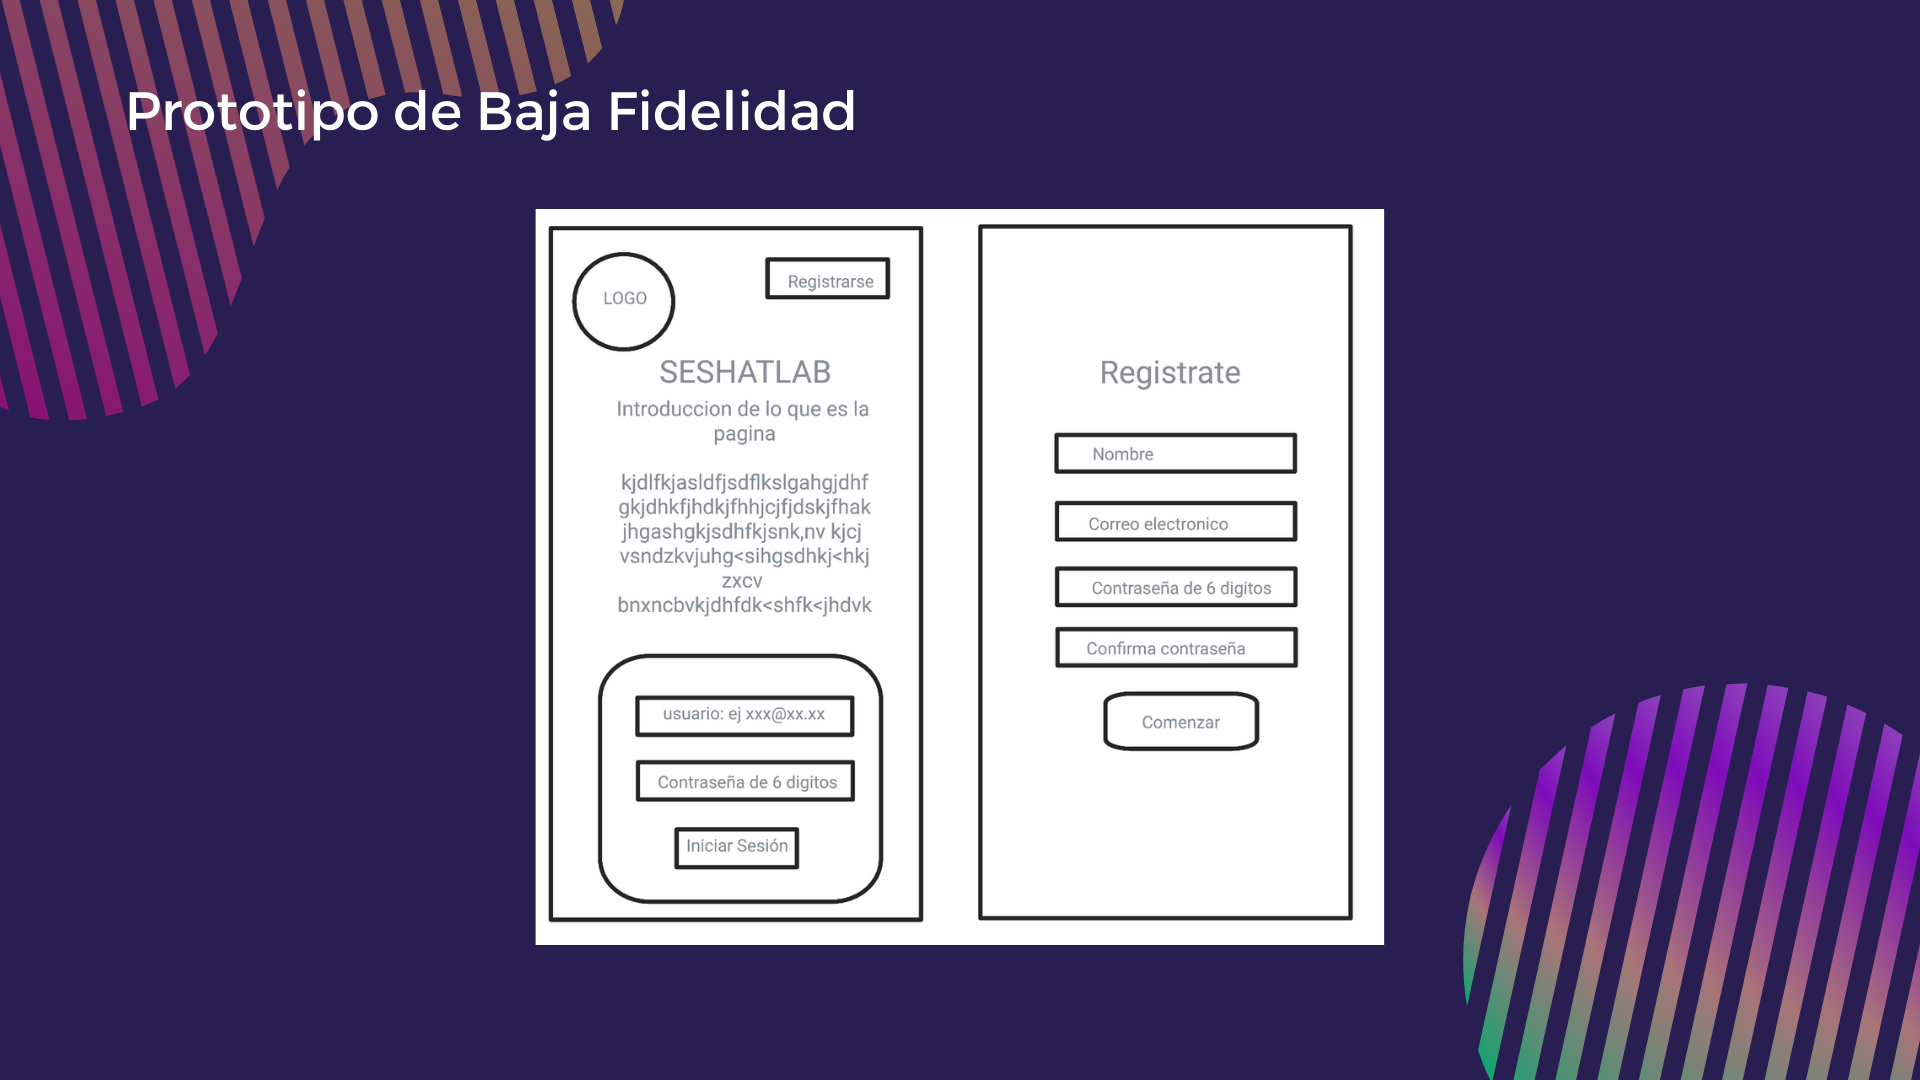 Prototipo de Baja Fidelidad
LOGO
Registrarse
SESHATLAB
Introduccion de lo que es la
pagina
kjdlfkjasldfjsdflkslgahgjdhf
gkjdhkfjhdkjfhhjcjfjdskjfhak
jhgashgkjsdhfkjsnk,nv kjcj
vsndzkvjuhg<sihgsdhkj<hkj
zxcv
bnxncbvkjdhfdk<shfk<jhdvk
usuario: ej xxx@xx.xx
Contraseña de 6 digitos
Iniciar Sesión
Registrate
Nombre
Correo electronico
Contraseña de 6 digitos
Confirma contraseña
Comenzar